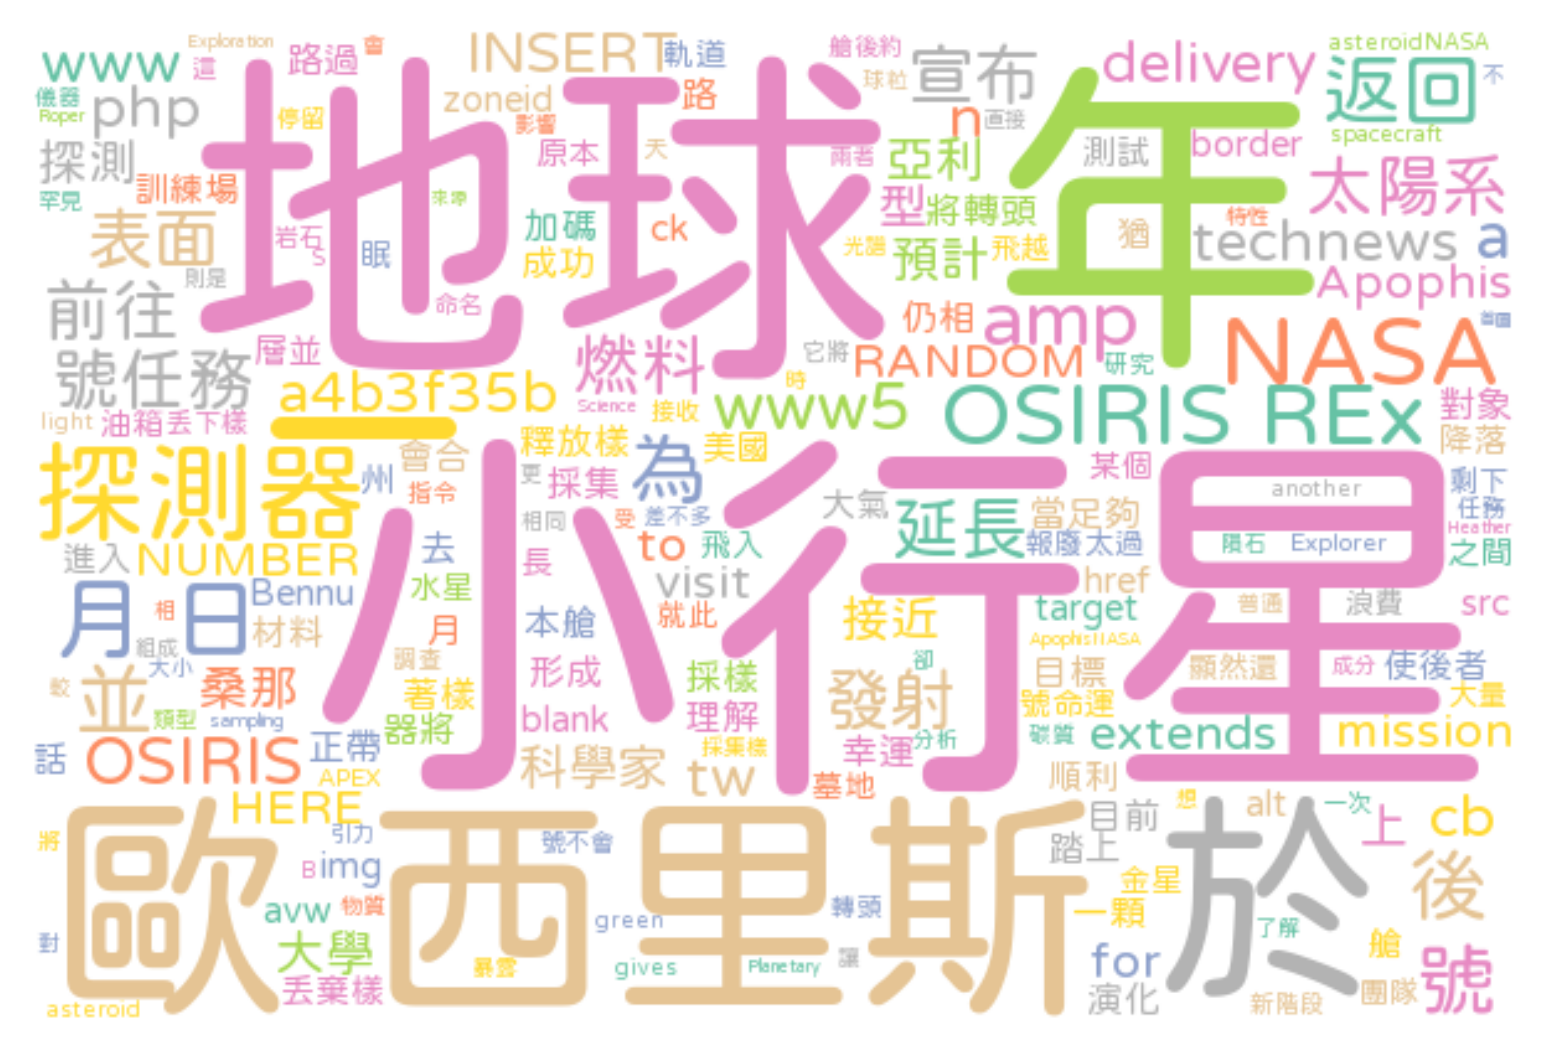 www 這 路過 會 Exploration INSERT 軌道 艙後約 宣布 delivery asteroidNASA
儀器 php 停留 zoneid 影響 路 球粒 n 直接 返回 不
Roper 探測 訓練場 地球 原本 天 兩者 亞利 年 測試 border spacecraft
罕見 表面 岩石 S 眠 來源 加碼 ck 型 將轉頭 猶 特性 太陽系
則是 成功 光譜 預計 飛越 technews a
前往 命名 仍相 amp Apophis
號任務 層並 燃料 它將 RANDOM 研究 NASA 首個
a4b3f35b_ Science 接收 時 www5 OSIRIS REx 對象
light 油箱丟下樣 釋放樣 美國 降落
探測器 會合 更 採集 為 某個 another 剩下
州 指令 相同 受 差不多 大氣 延長 當足夠 任務
進入 NUMBER 去 長 to 飛入 報廢太過 隕石 Explorer Heather 之間
小行星
月 相 日 Bennu 水星 visit href
組成 材料 月 本艙 就此 接近 target 普通 浪費 src
大小 調查 ApophisNASA
較 並 桑那 著樣 形成 採樣 卻 目標 顯然還 成分 使後者
類型 sampling 器將 blank 理解 發射 號命運 大量
話 OSIRIS 正帶 採集樣 幸運 分析 碳質 extends mission
APEX 科學家 tw 墓地 順利
HERE 目前 想 alt 一次 上 cb
將 引力 歐西里斯 號不會 踏上 於
B img 金星 後
avw 物質 green 轉頭 一顆
對 大學 暴露 gives Planetary 讓 for 了解 艙 號
丟棄樣 演化 新階段 團隊
asteroid